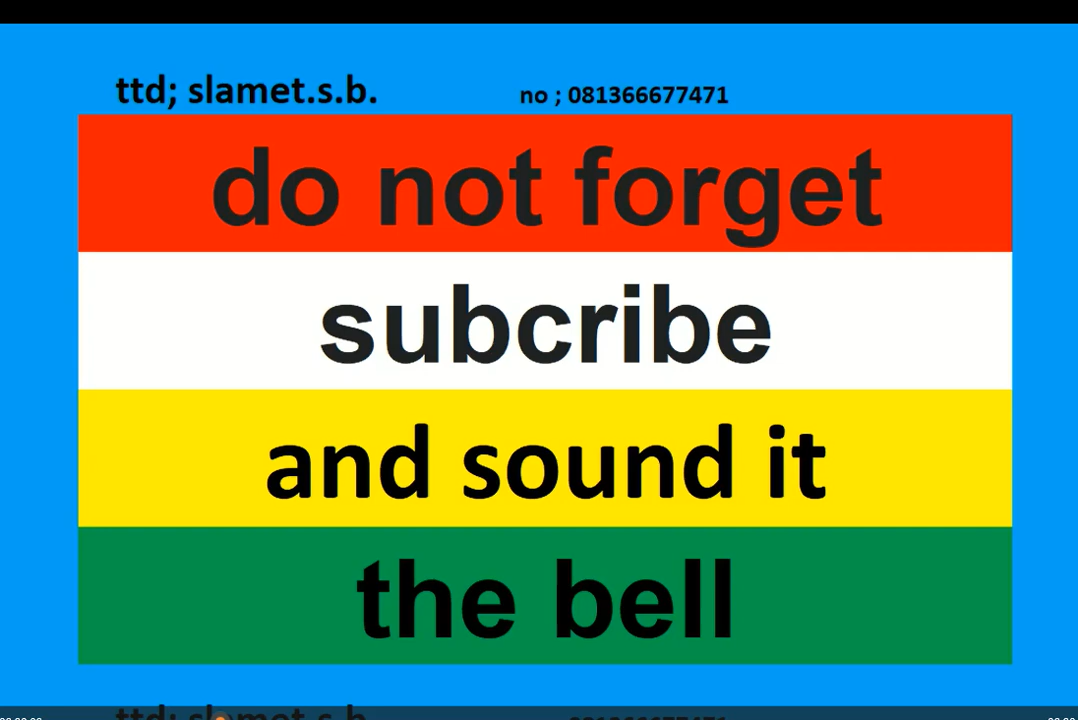 ttd; slamet.s.b. no ; 081366677471
do not forget
subcribe
and sound it
the bell